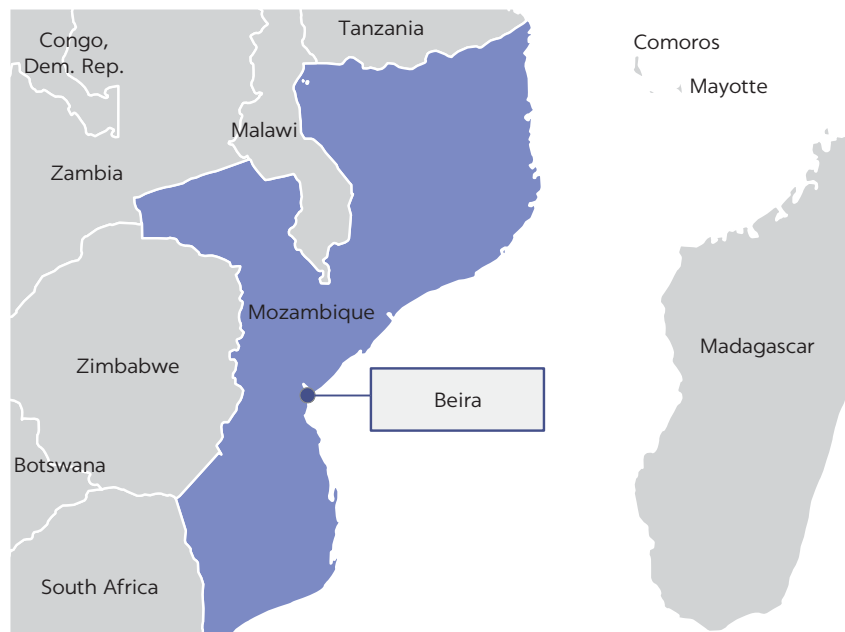 Tanzania
Congo,
Dem. Rep.
Comoros
Mayotte
Malawi
Zambia
Mozambique
Madagascar
Zimbabwe
Beira
Botswana
South Africa